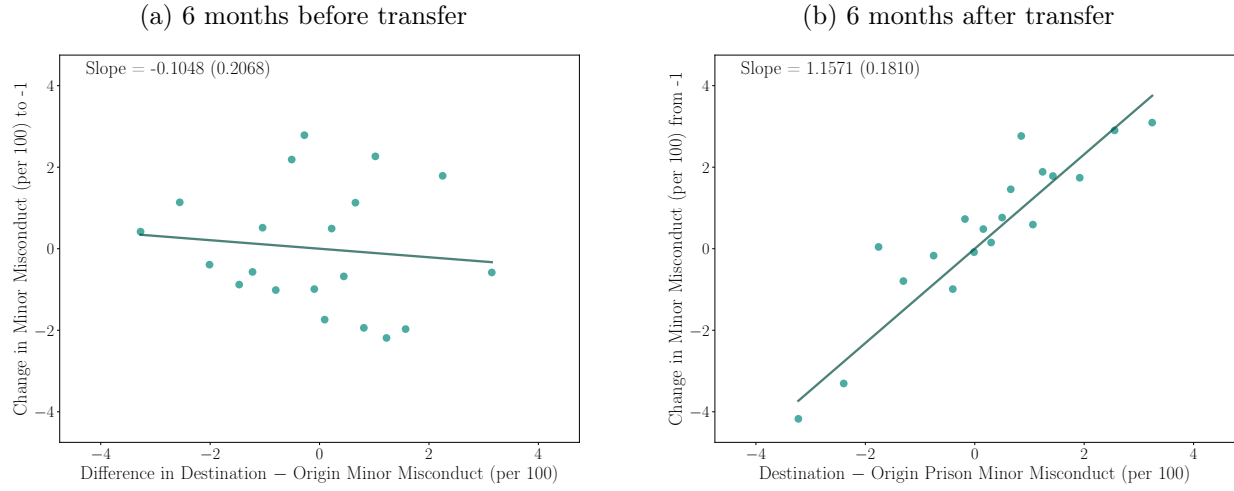 (a) 6 months before transfer
Slope = -0.1048 (0.2068)
Change in Minor Misconduct (per 100) to -1
4
2
0
−2
−4
−4
−2
0
2
4
Difference in Destination − Origin Minor Misconduct (per 100)
(b) 6 months after transfer
Slope = 1.1571 (0.1810)
Change in Minor Misconduct (per 100) from -1
4
2
0
−2
−4
−4
−2
0
2
4
Destination − Origin Prison Minor Misconduct (per 100)